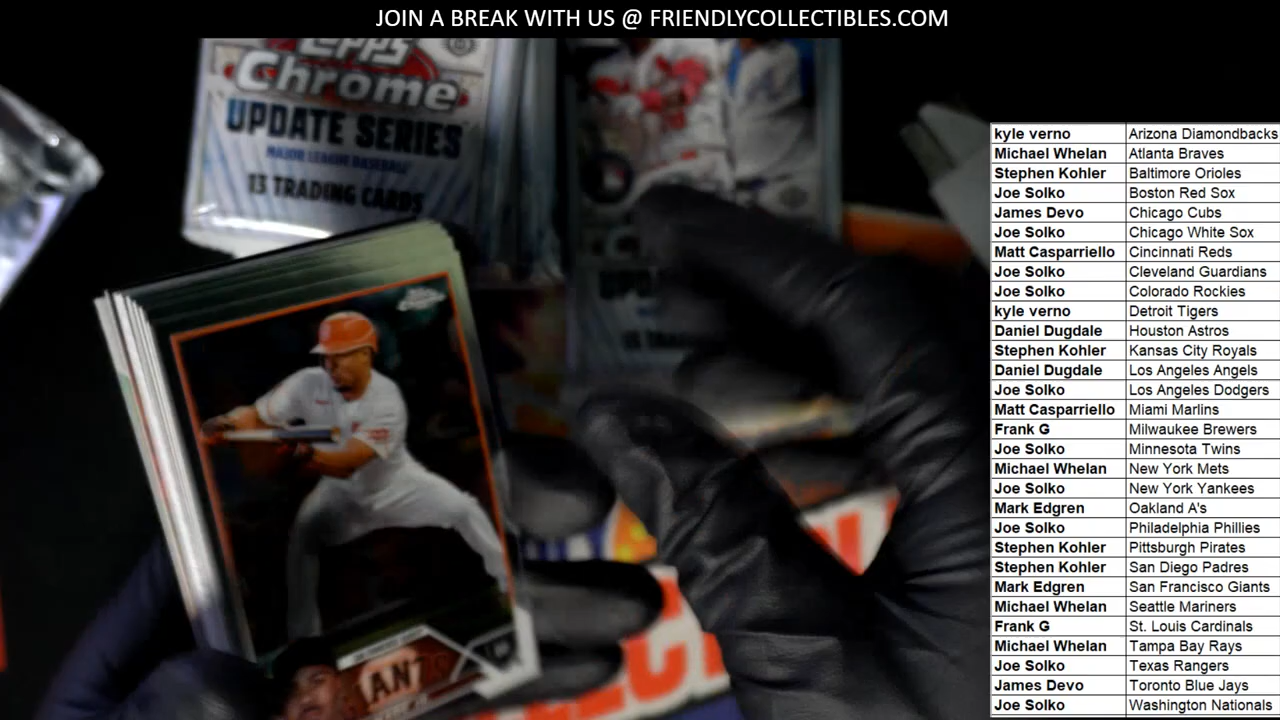 JOIN A BREAK WITH US @ FRIENDLYCOLLECTIBLES.COM
Topps
Chrome
UPDATE SERIES
MAJOR LEAGUE BASEBALL
13 TRADING CARDS
kyle verno Arizona Diamondbacks
Michael Whelan Atlanta Braves
Stephen Kohler Baltimore Orioles
Joe Solko Boston Red Sox
James Devo Chicago Cubs
Joe Solko Chicago White Sox
Matt Casparriello Cincinnati Reds
Joe Solko Cleveland Guardians
Joe Solko Colorado Rockies
kyle verno Detroit Tigers
Daniel Dugdale Houston Astros
Stephen Kohler Kansas City Royals
Daniel Dugdale Los Angeles Angels
Joe Solko Los Angeles Dodgers
Matt Casparriello Miami Marlins
Frank G Milwaukee Brewers
Joe Solko Minnesota Twins
Michael Whelan New York Mets
Joe Solko New York Yankees
Mark Edgren Oakland A's
Joe Solko Philadelphia Phillies
Stephen Kohler Pittsburgh Pirates
Stephen Kohler San Diego Padres
Mark Edgren San Francisco Giants
Michael Whelan Seattle Mariners
Frank G St. Louis Cardinals
Michael Whelan Tampa Bay Rays
Joe Solko Texas Rangers
James Devo Toronto Blue Jays
Joe Solko Washington Nationals